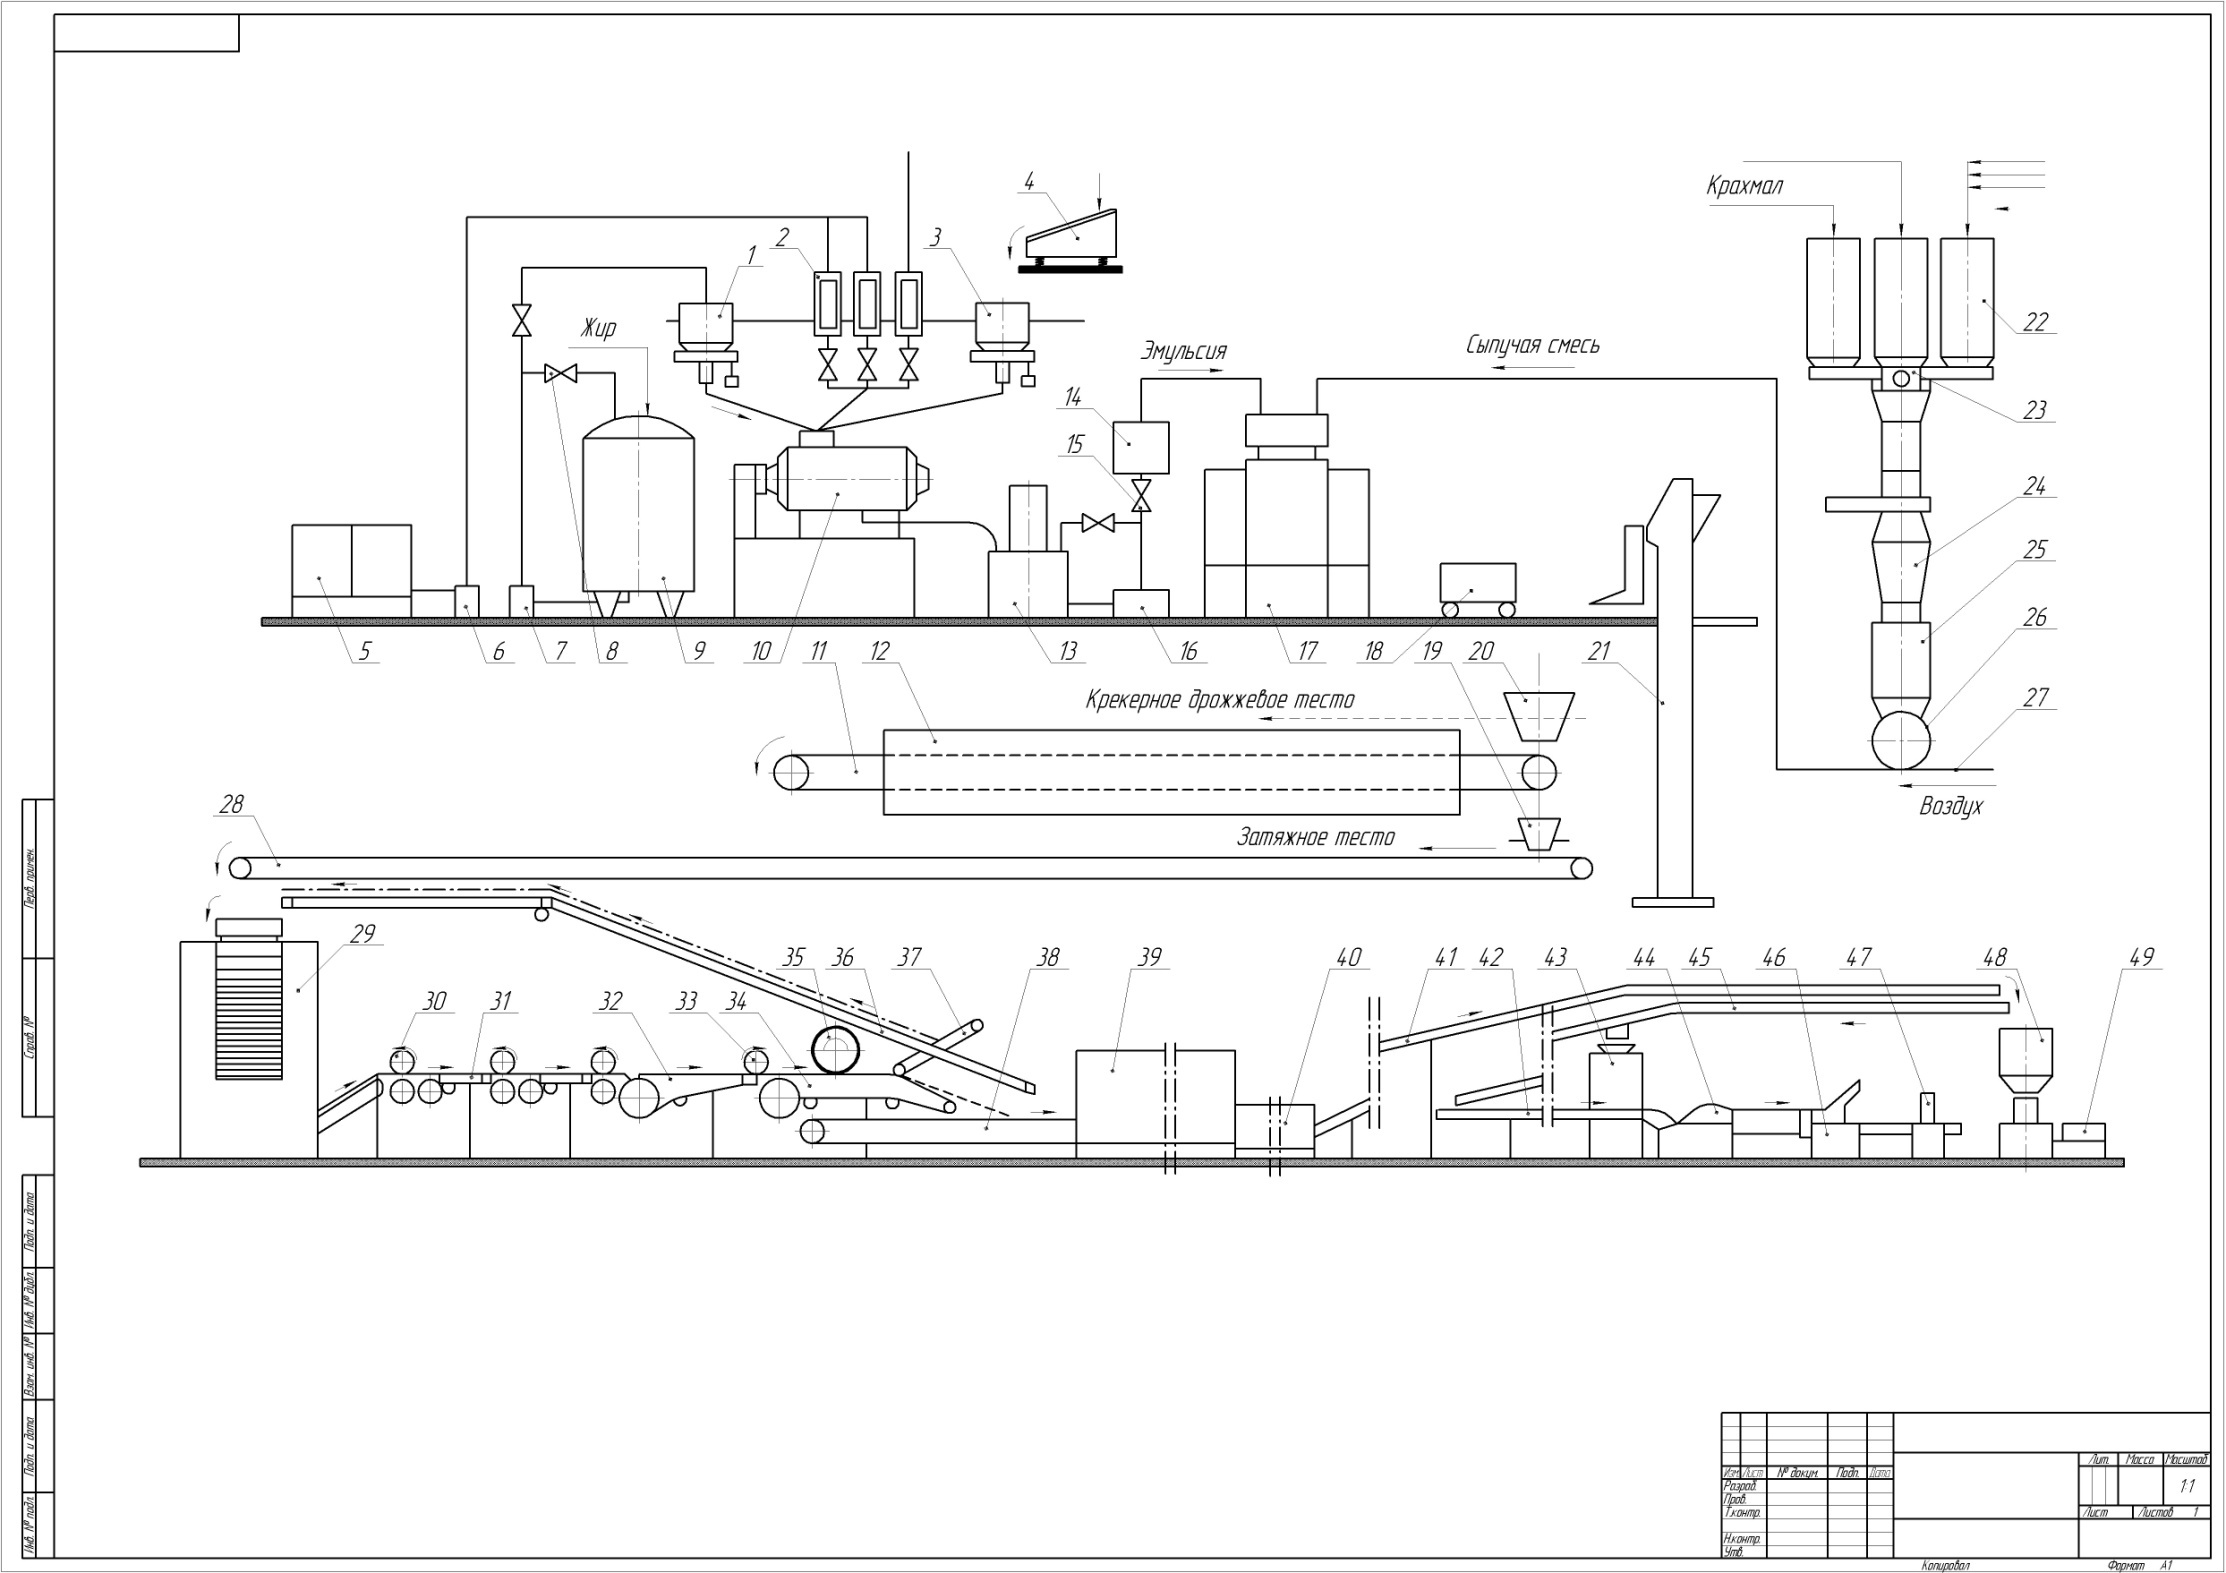 4
Крахмал
1
2
3
Жир
Эмульсия
Сыпучая смесь
22
14
23
15
24
25
26
5
6
7
8
9
10
11
12
13
16
17
18
19
20
21
27
Крекерное дрожжевое тесто
Воздух
28
Затяжное тесто
29
30
31
32
33
34
35
36
37
38
39
40
41
42
43
44
45
46
47
48
49
Перв. примен.
Справ. №
Подп. и дата
Инв. № дубл.
Взам. инв. №
Подп. и дата
Инв. № подл.
Изм. Лист № докум. Подп. Дата
Разраб.
Пров.
Т.контр.
Н.контр.
Утв.
Лит. Масса Масштаб
1:1
Лист Листов 1
Копировал Формат А1